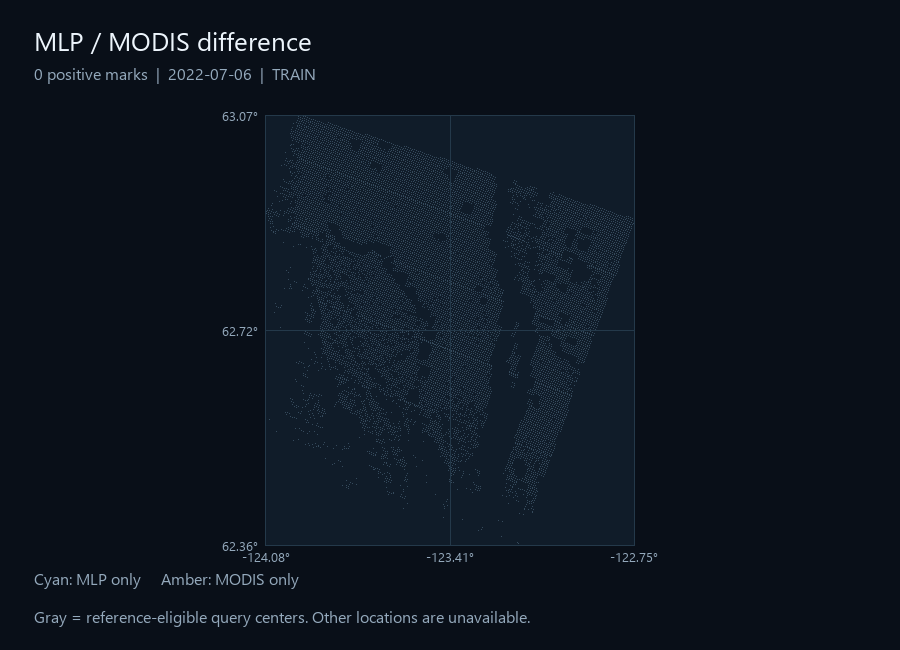 MLP / MODIS difference
0 positive marks | 2022-07-06 | TRAIN
63.07°
62.72°
62.36°
-124.08° -123.41° -122.75°
Cyan: MLP only Amber: MODIS only
Gray = reference-eligible query centers. Other locations are unavailable.